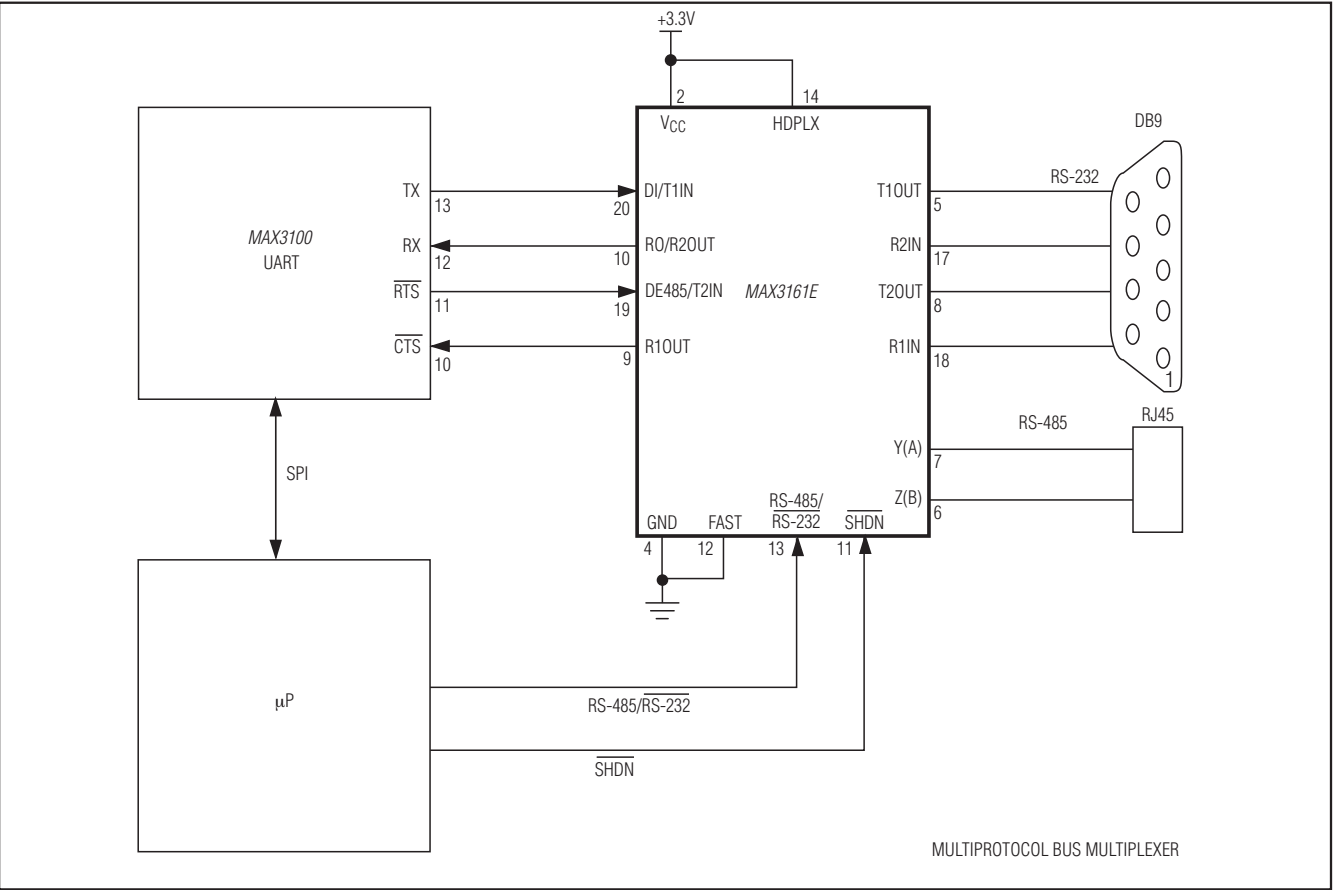 +3.3V
2
14
VCC
HDPLX
DB9
TX
13
DI/T1IN
20
T1OUT
5
RS-232
MAX3100
UART
RX
12
RO/R2OUT
10
R2IN
17
RTS
11
DE485/T2IN
19
MAX3161E
T2OUT
8
CTS
10
R1OUT
9
R1IN
18
1
RJ45
RS-485
Y(A)
7
SPI
Z(B)
6
GND
FAST
RS-485/
RS-232
SHDN
4
12
13
11
μP
RS-485/RS-232
SHDN
MULTIPROTOCOL BUS MULTIPLEXER